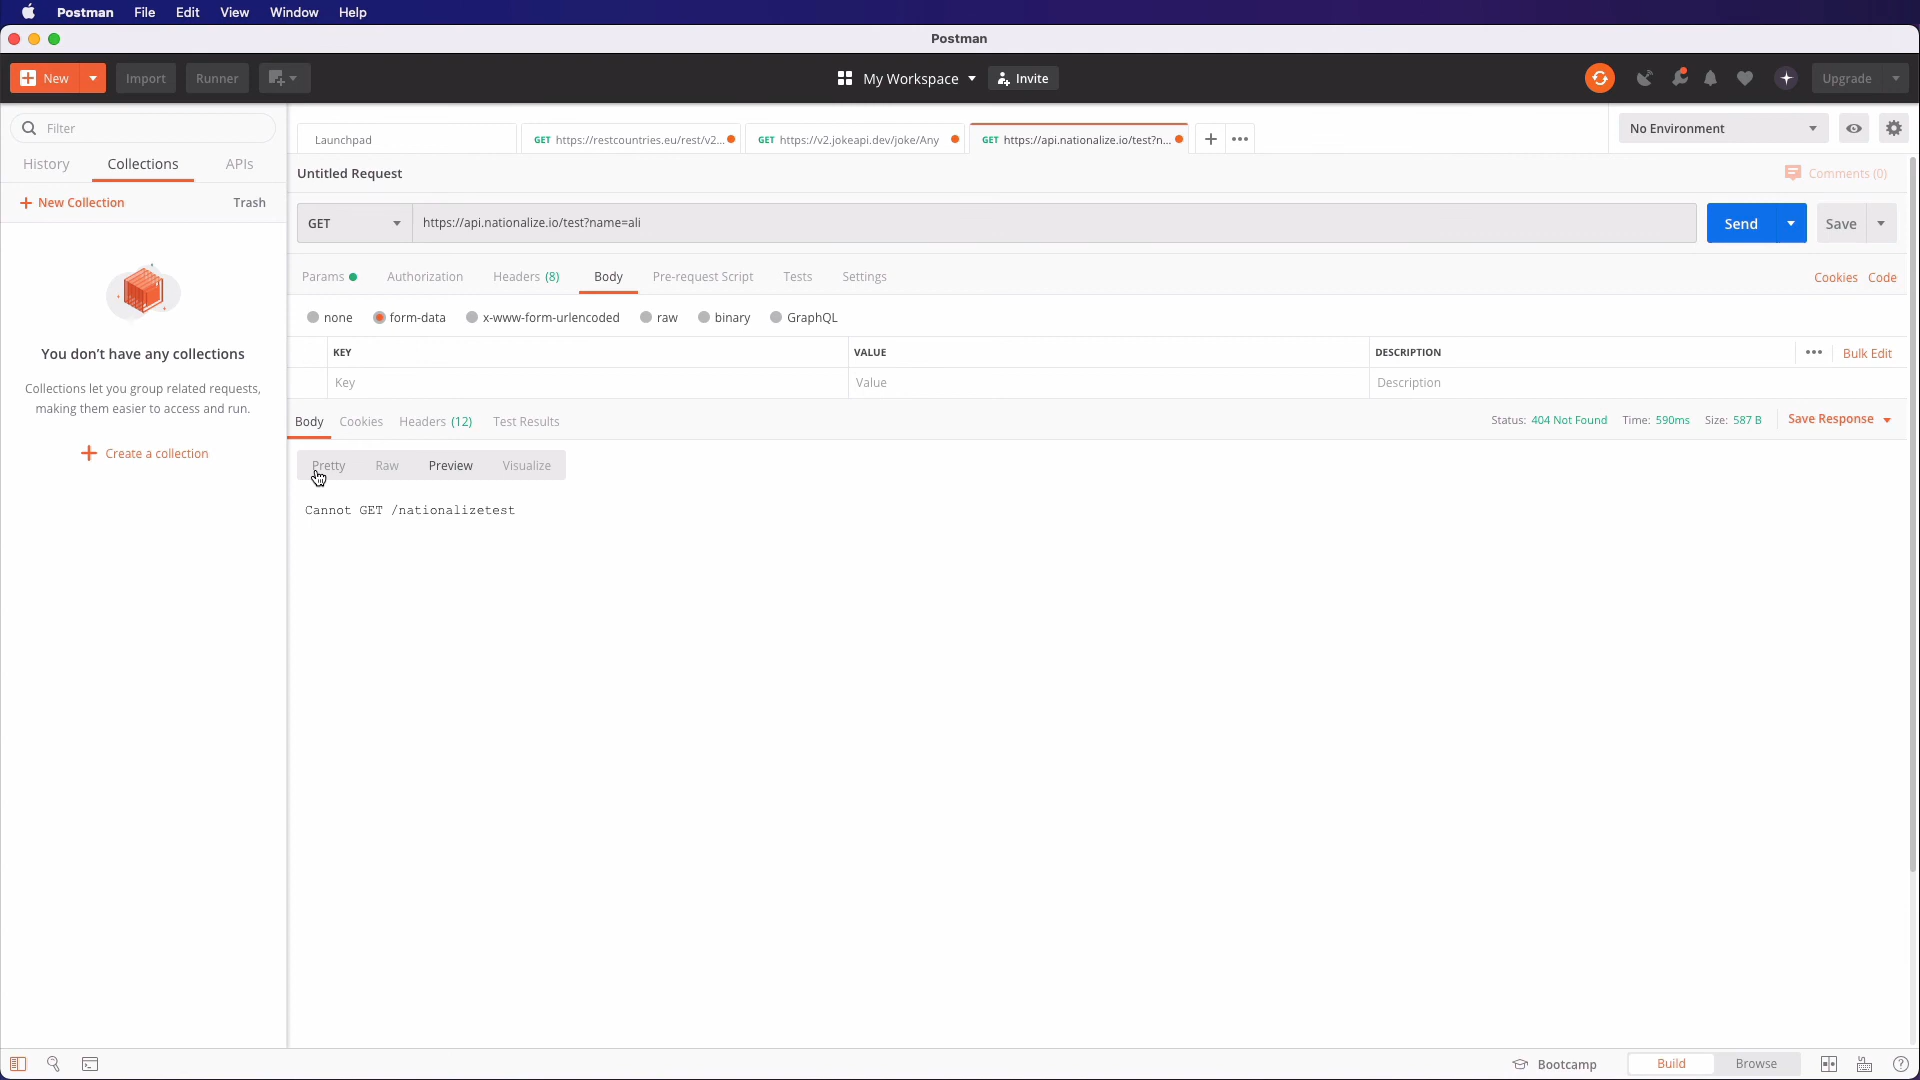 Postman File Edit View Window Help
Postman
New Import Runner My Workspace Invite Upgrade
Filter
History Collections APIs
New Collection Trash
You don't have any collections
Collections let you group related requests,
making them easier to access and run.
Create a collection
Launchpad GET https://restcountries.eu/rest/v2... GET https://v2.jokeapi.dev/joke/Any GET https://api.nationalize.io/test?n... No Environment
Untitled Request Comments (0)
GET https://api.nationalize.io/test?name=ali Send Save
Params Authorization Headers (8) Body Pre-request Script Tests Settings Cookies Code
none form-data x-www-form-urlencoded raw binary GraphQL
KEY VALUE DESCRIPTION Bulk Edit
Key Value Description
Body Cookies Headers (12) Test Results Status: 404 Not Found Time: 590ms Size: 587 B Save Response
Pretty Raw Preview Visualize
Cannot GET /nationalizetest
Bootcamp Build Browse